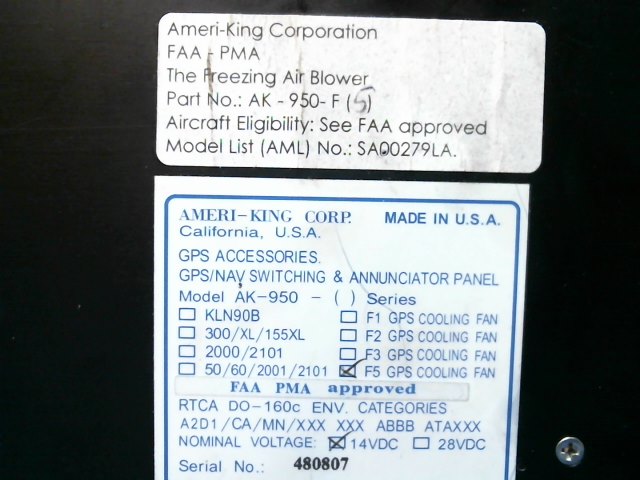 Ameri-King Corporation
FAA - PMA
The Freezing Air Blower
Part No.: AK - 950- F (5)
Aircraft Eligibility: See FAA approved
Model List (AML) No.: SA00279LA.
AMERI-KING CORP. MADE IN U.S.A.
California, U.S.A.
GPS ACCESSORIES.
GPS/NAV SWITCHING & ANNUNCIATOR PANEL
Model AK-950 - ( ) Series
KLN90B F1 GPS COOLING FAN
300/XL/155XL F2 GPS COOLING FAN
2000/2101 F3 GPS COOLING FAN
50/60/2001/2101 F5 GPS COOLING FAN
FAA PMA approved
RTCA DO-160c ENV. CATEGORIES
A2D1/CA/MN/XXX XXX ABBB ATAXXX
NOMINAL VOLTAGE: 14VDC 28VDC
Serial No.: 480807